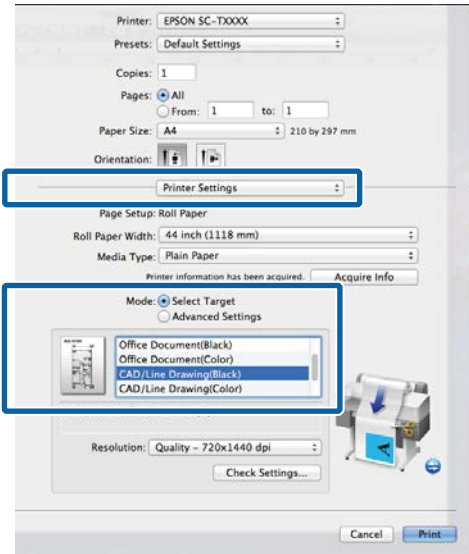 Printer: EPSON SC-TXXXX
Presets: Default Settings
Copies: 1
Pages: All
From: 1 to: 1
Paper Size: A4 210 by 297 mm
Orientation:
Printer Settings
Page Setup: Roll Paper
Roll Paper Width: 44 inch (1118 mm)
Media Type: Plain Paper
Printer information has been acquired. Acquire Info
Mode: Select Target
Advanced Settings
Office Document(Black)
Office Document(Color)
CAD/Line Drawing(Black)
CAD/Line Drawing(Color)
Resolution: Quality - 720x1440 dpi
Check Settings...
Cancel Print